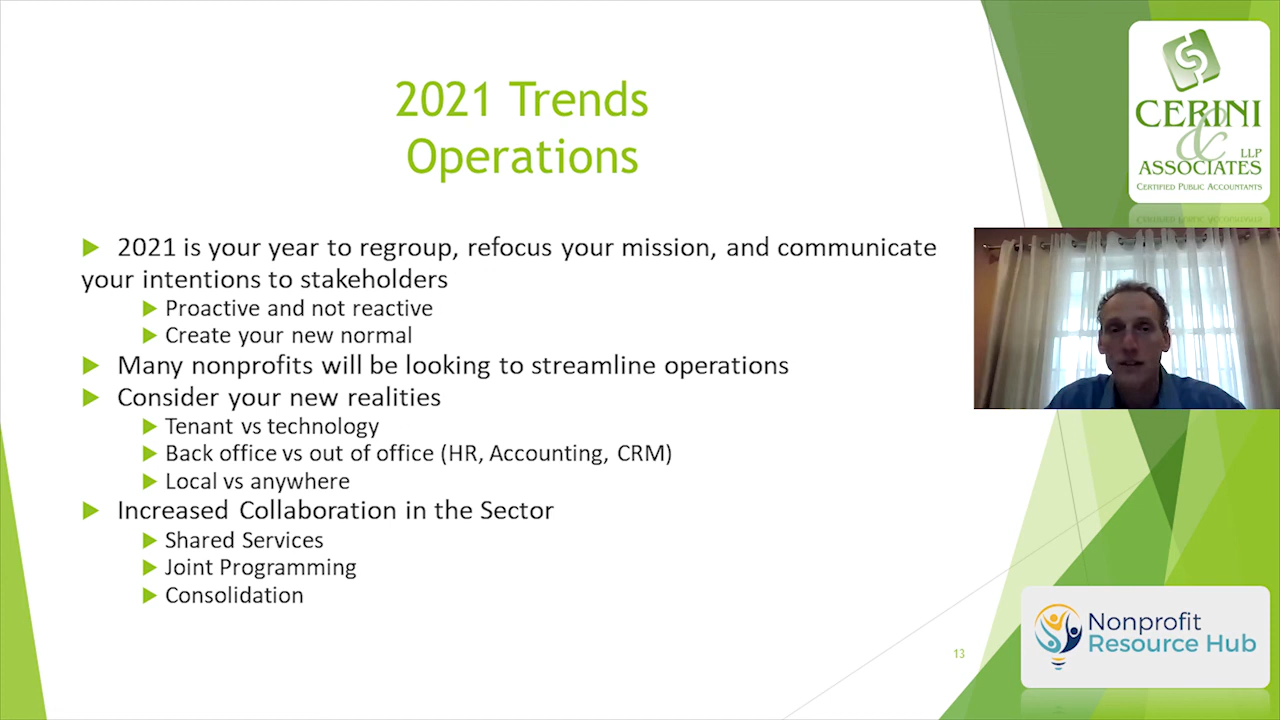 2021 Trends
Operations
2021 is your year to regroup, refocus your mission, and communicate
your intentions to stakeholders
Proactive and not reactive
Create your new normal
Many nonprofits will be looking to streamline operations
Consider your new realities
Tenant vs technology
Back office vs out of office (HR, Accounting, CRM)
Local vs anywhere
Increased Collaboration in the Sector
Shared Services
Joint Programming
Consolidation
13
CERINI
&
LLP
ASSOCIATES
CERTIFIED PUBLIC ACCOUNTANTS
Nonprofit
Resource Hub